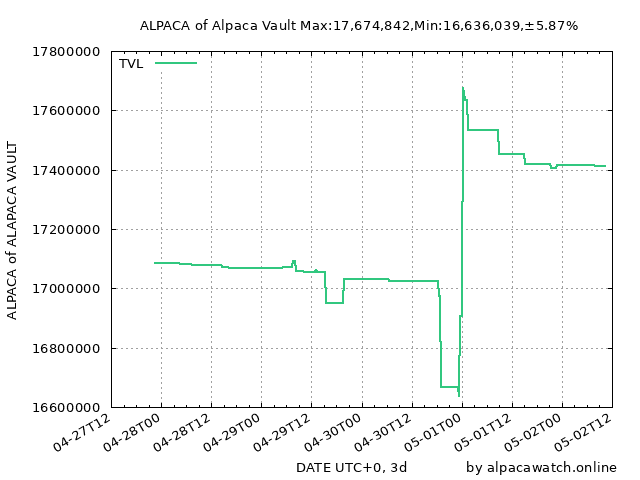 ALPACA of Alpaca Vault Max:17,674,842,Min:16,636,039,±5.87%
TVL
17800000
17600000
17400000
17200000
17000000
16800000
16600000
ALPACA of ALAPACA VAULT
04-27T12
04-28T00
04-28T12
04-29T00
04-29T12
04-30T00
04-30T12
05-01T00
05-01T12
05-02T00
05-02T12
DATE UTC+0, 3d
by alpacawatch.online